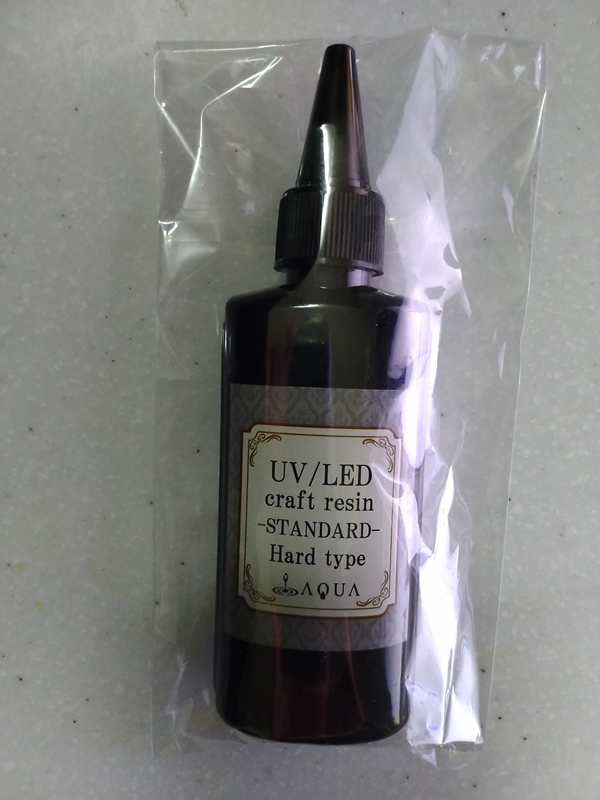 UV/LED
craft resin
-STANDARD-
Hard type
AQUA